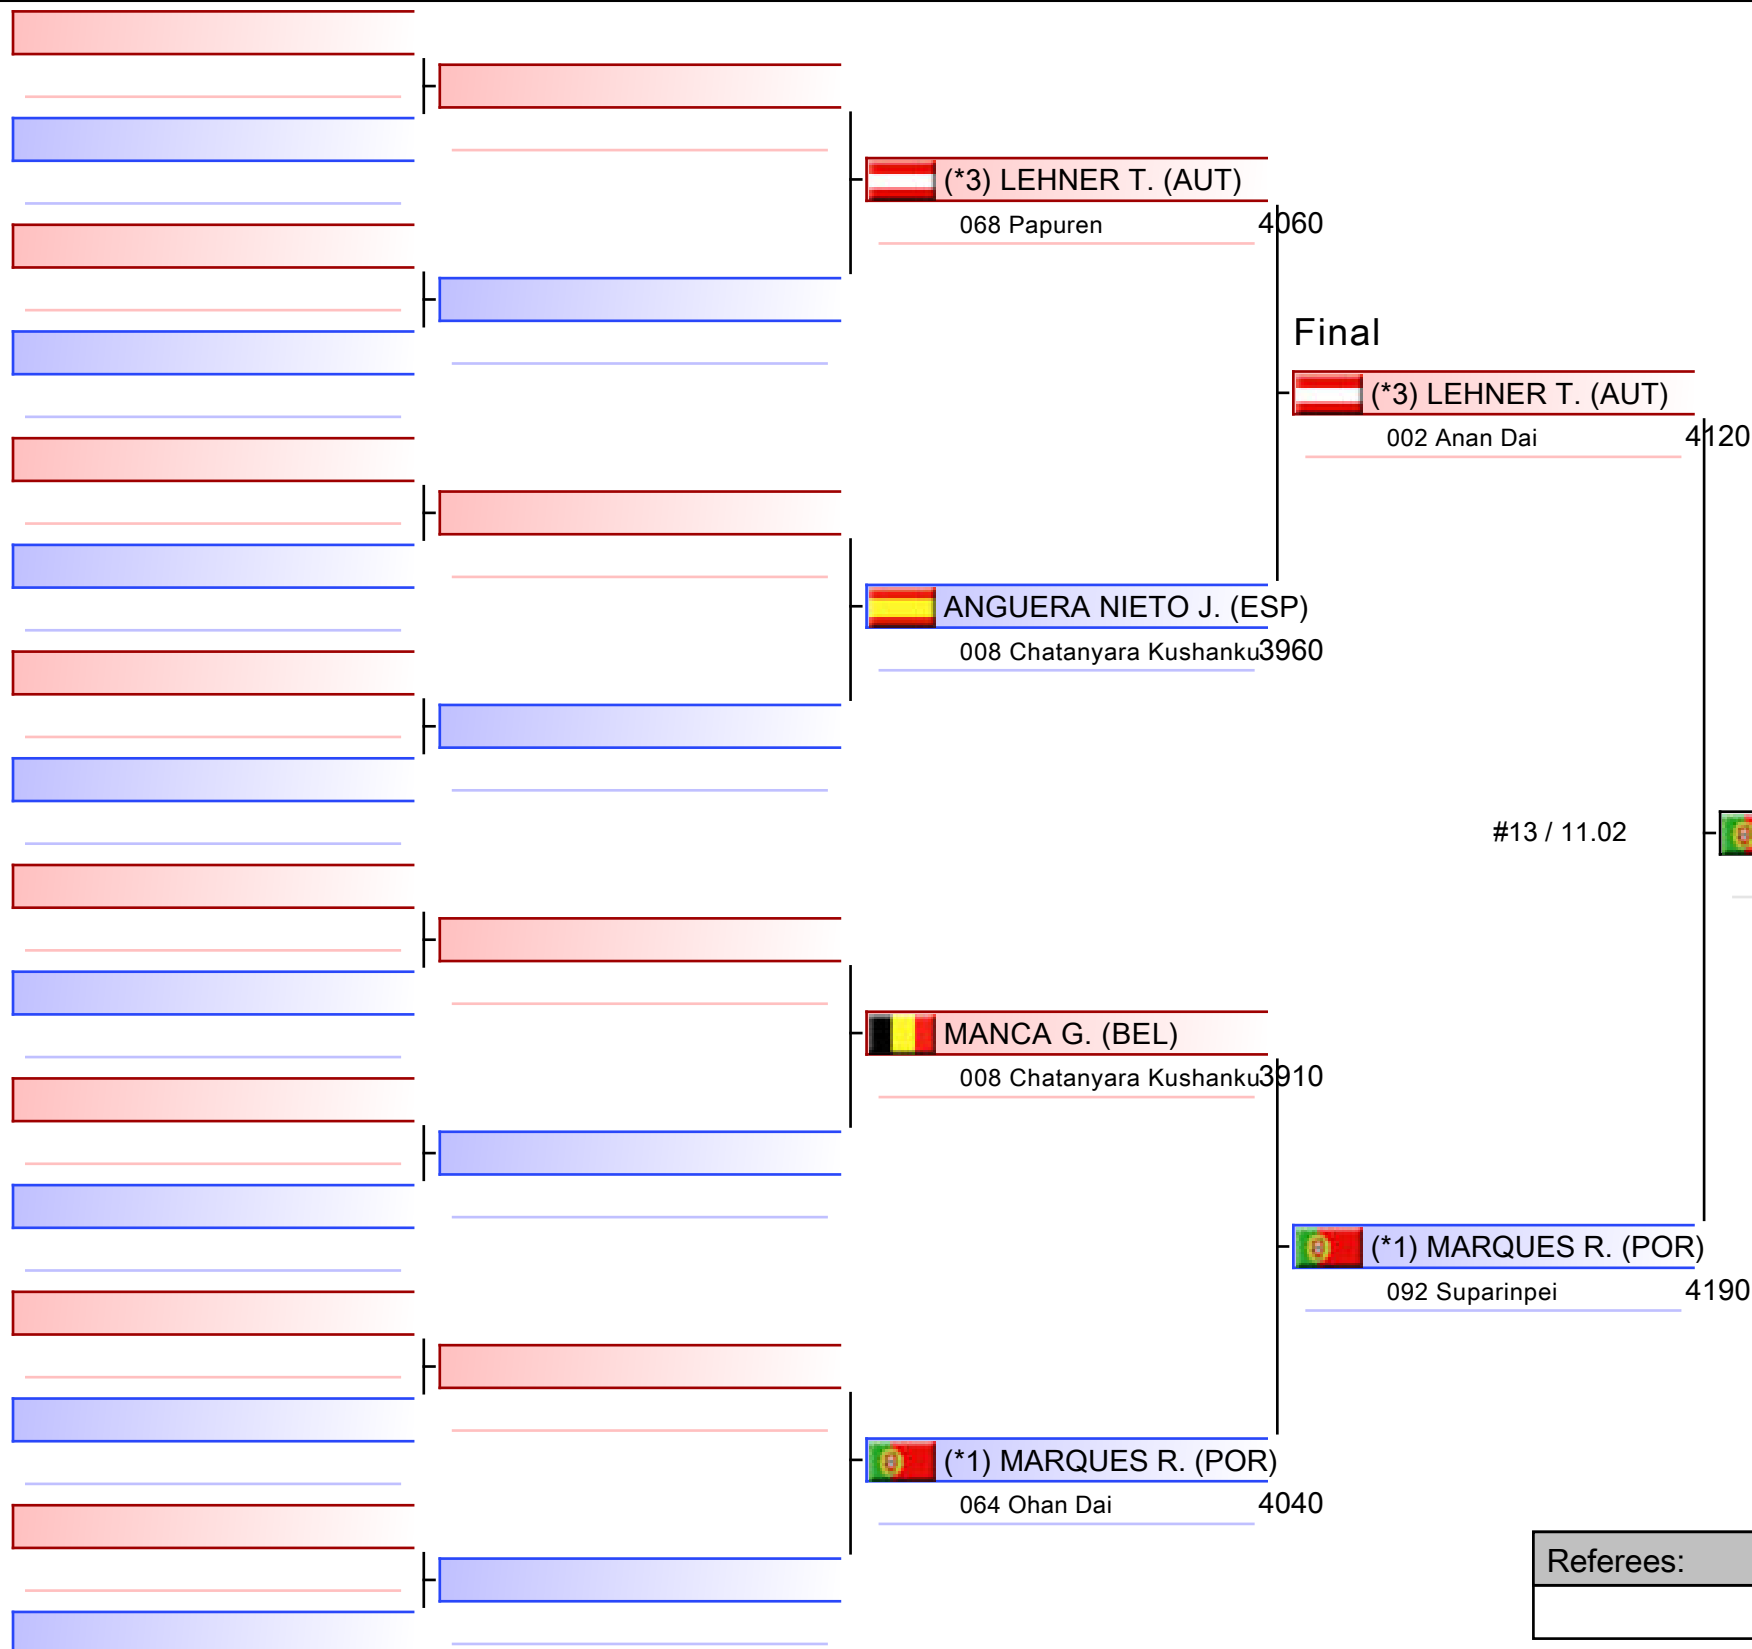 (*3) LEHNER T. (AUT)
068 Papuren 4060
Final
(*3) LEHNER T. (AUT)
002 Anan Dai 4120
ANGUERA NIETO J. (ESP)
008 Chatanyara Kushanku 3960
#13 / 11.02
MANCA G. (BEL)
008 Chatanyara Kushanku 3910
(*1) MARQUES R. (POR)
092 Suparinpei 4190
(*1) MARQUES R. (POR)
064 Ohan Dai 4040
Referees: